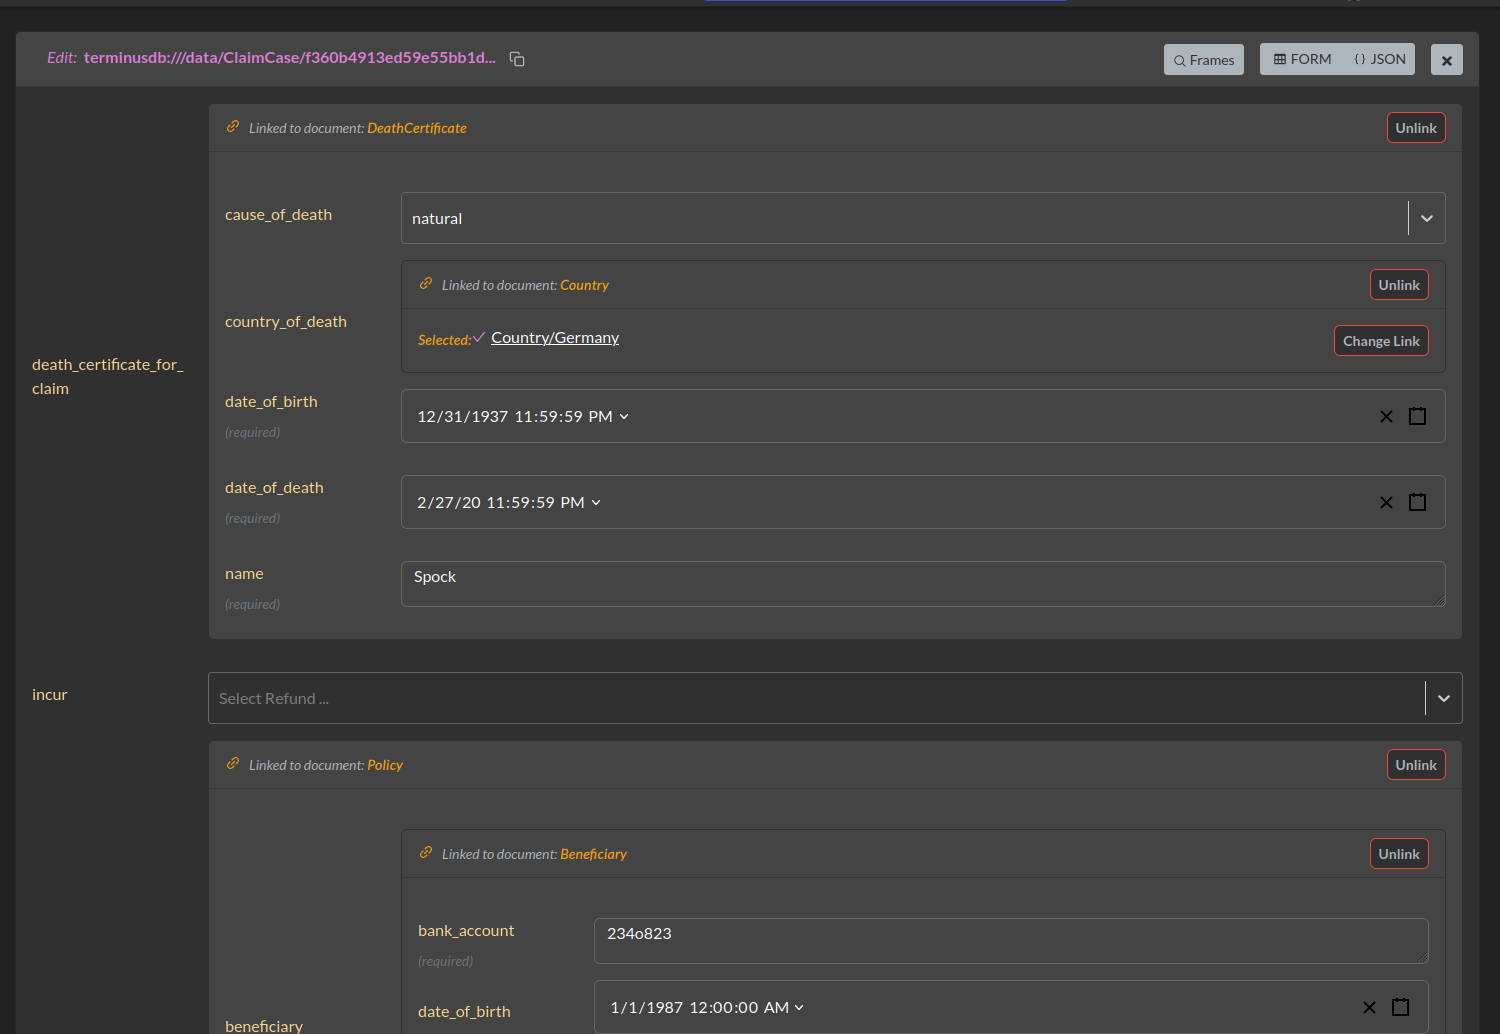 Edit: terminusdb:///data/ClaimCase/f360b4913ed59e55bb1d...
Frames
FORM
{} JSON
Linked to document: DeathCertificate
Unlink
cause_of_death
natural
country_of_death
Linked to document: Country
Unlink
Selected: Country/Germany
Change Link
death_certificate_for_
claim
date_of_birth
(required)
12/31/1937 11:59:59 PM
date_of_death
(required)
2/27/20 11:59:59 PM
name
(required)
Spock
incur
Select Refund ...
Linked to document: Policy
Unlink
Linked to document: Beneficiary
Unlink
bank_account
(required)
234o823
date_of_birth
1/1/1987 12:00:00 AM
beneficiary